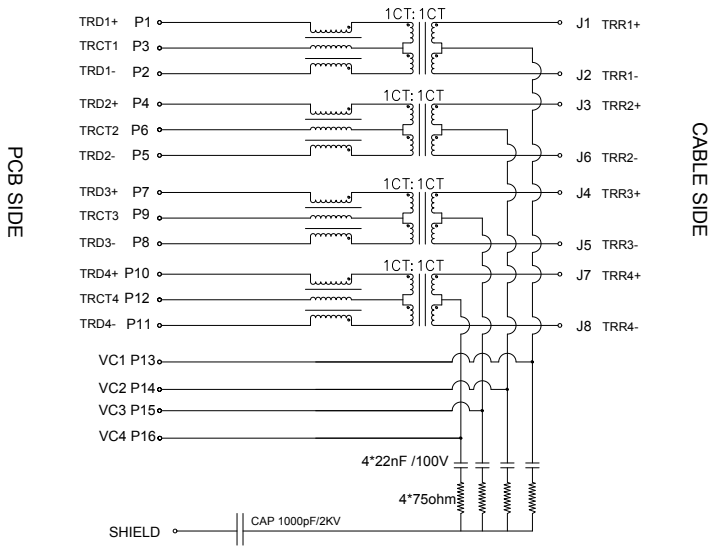 1CT: 1CT
TRD1+ P1 J1 TRR1+
TRCT1 P3
TRD1- P2 J2 TRR1-
1CT: 1CT
TRD2+ P4 J3 TRR2+
TRCT2 P6
TRD2- P5 J6 TRR2-
PCB SIDE
CABLE SIDE
1CT: 1CT
TRD3+ P7 J4 TRR3+
TRCT3 P9
TRD3- P8 J5 TRR3-
1CT: 1CT
TRD4+ P10 J7 TRR4+
TRCT4 P12
TRD4- P11 J8 TRR4-
VC1 P13
VC2 P14
VC3 P15
VC4 P16
4*22nF /100V
4*75ohm
CAP 1000pF/2KV
SHIELD